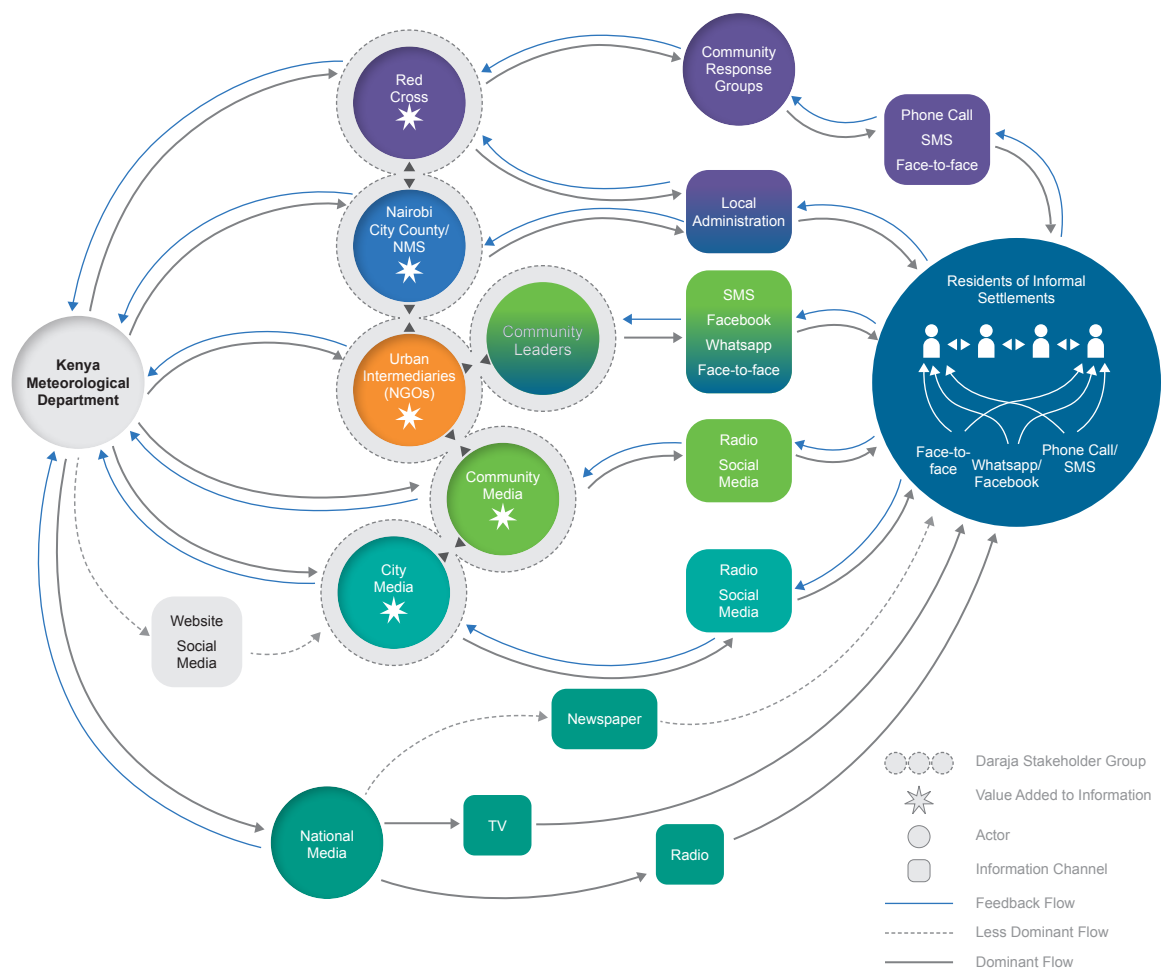 Red
Cross
Community
Response
Groups
Phone Call
SMS
Face-to-face
Nairobi
City County/
NMS
Local
Administration
Residents of Informal
Settlements
SMS
Facebook
Whatsapp
Face-to-face
Community
Leaders
Kenya
Meteorological
Department
Urban
Intermediaries
(NGOs)
Face-to-
face
Whatsapp/
Facebook
Phone Call/
SMS
Radio
Social
Media
Community
Media
City
Media
Radio
Social
Media
Website
Social
Media
Newspaper
National
Media
TV
Radio
Daraja Stakeholder Group
Value Added to Information
Actor
Information Channel
Feedback Flow
Less Dominant Flow
Dominant Flow